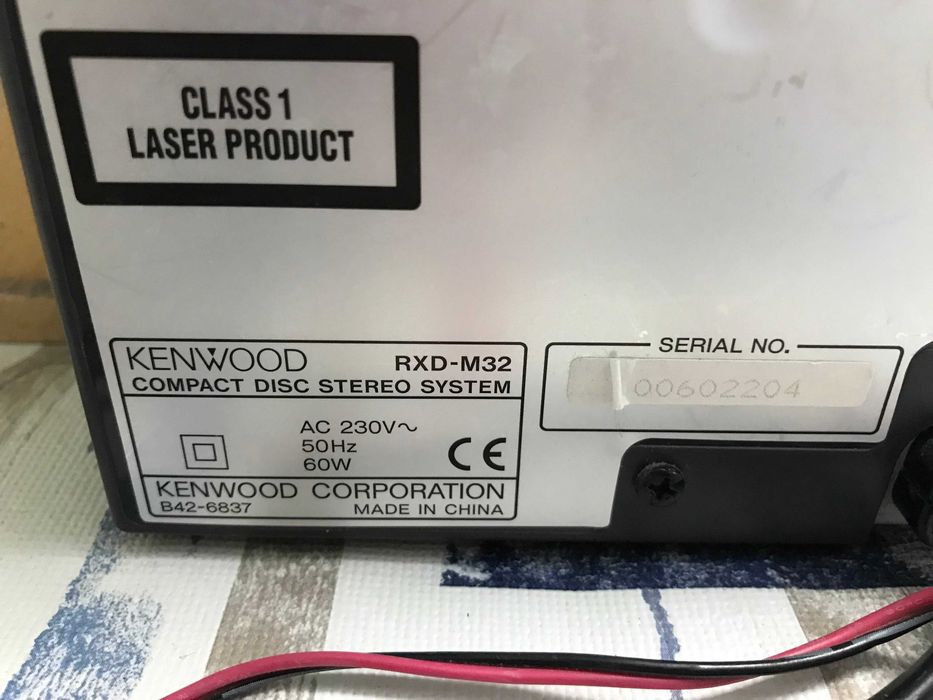 CLASS 1
LASER PRODUCT
KENWOOD RXD-M32
COMPACT DISC STEREO SYSTEM
AC 230V～
50Hz
60W
CE
KENWOOD CORPORATION
B42-6837 MADE IN CHINA
SERIAL NO.
00602204